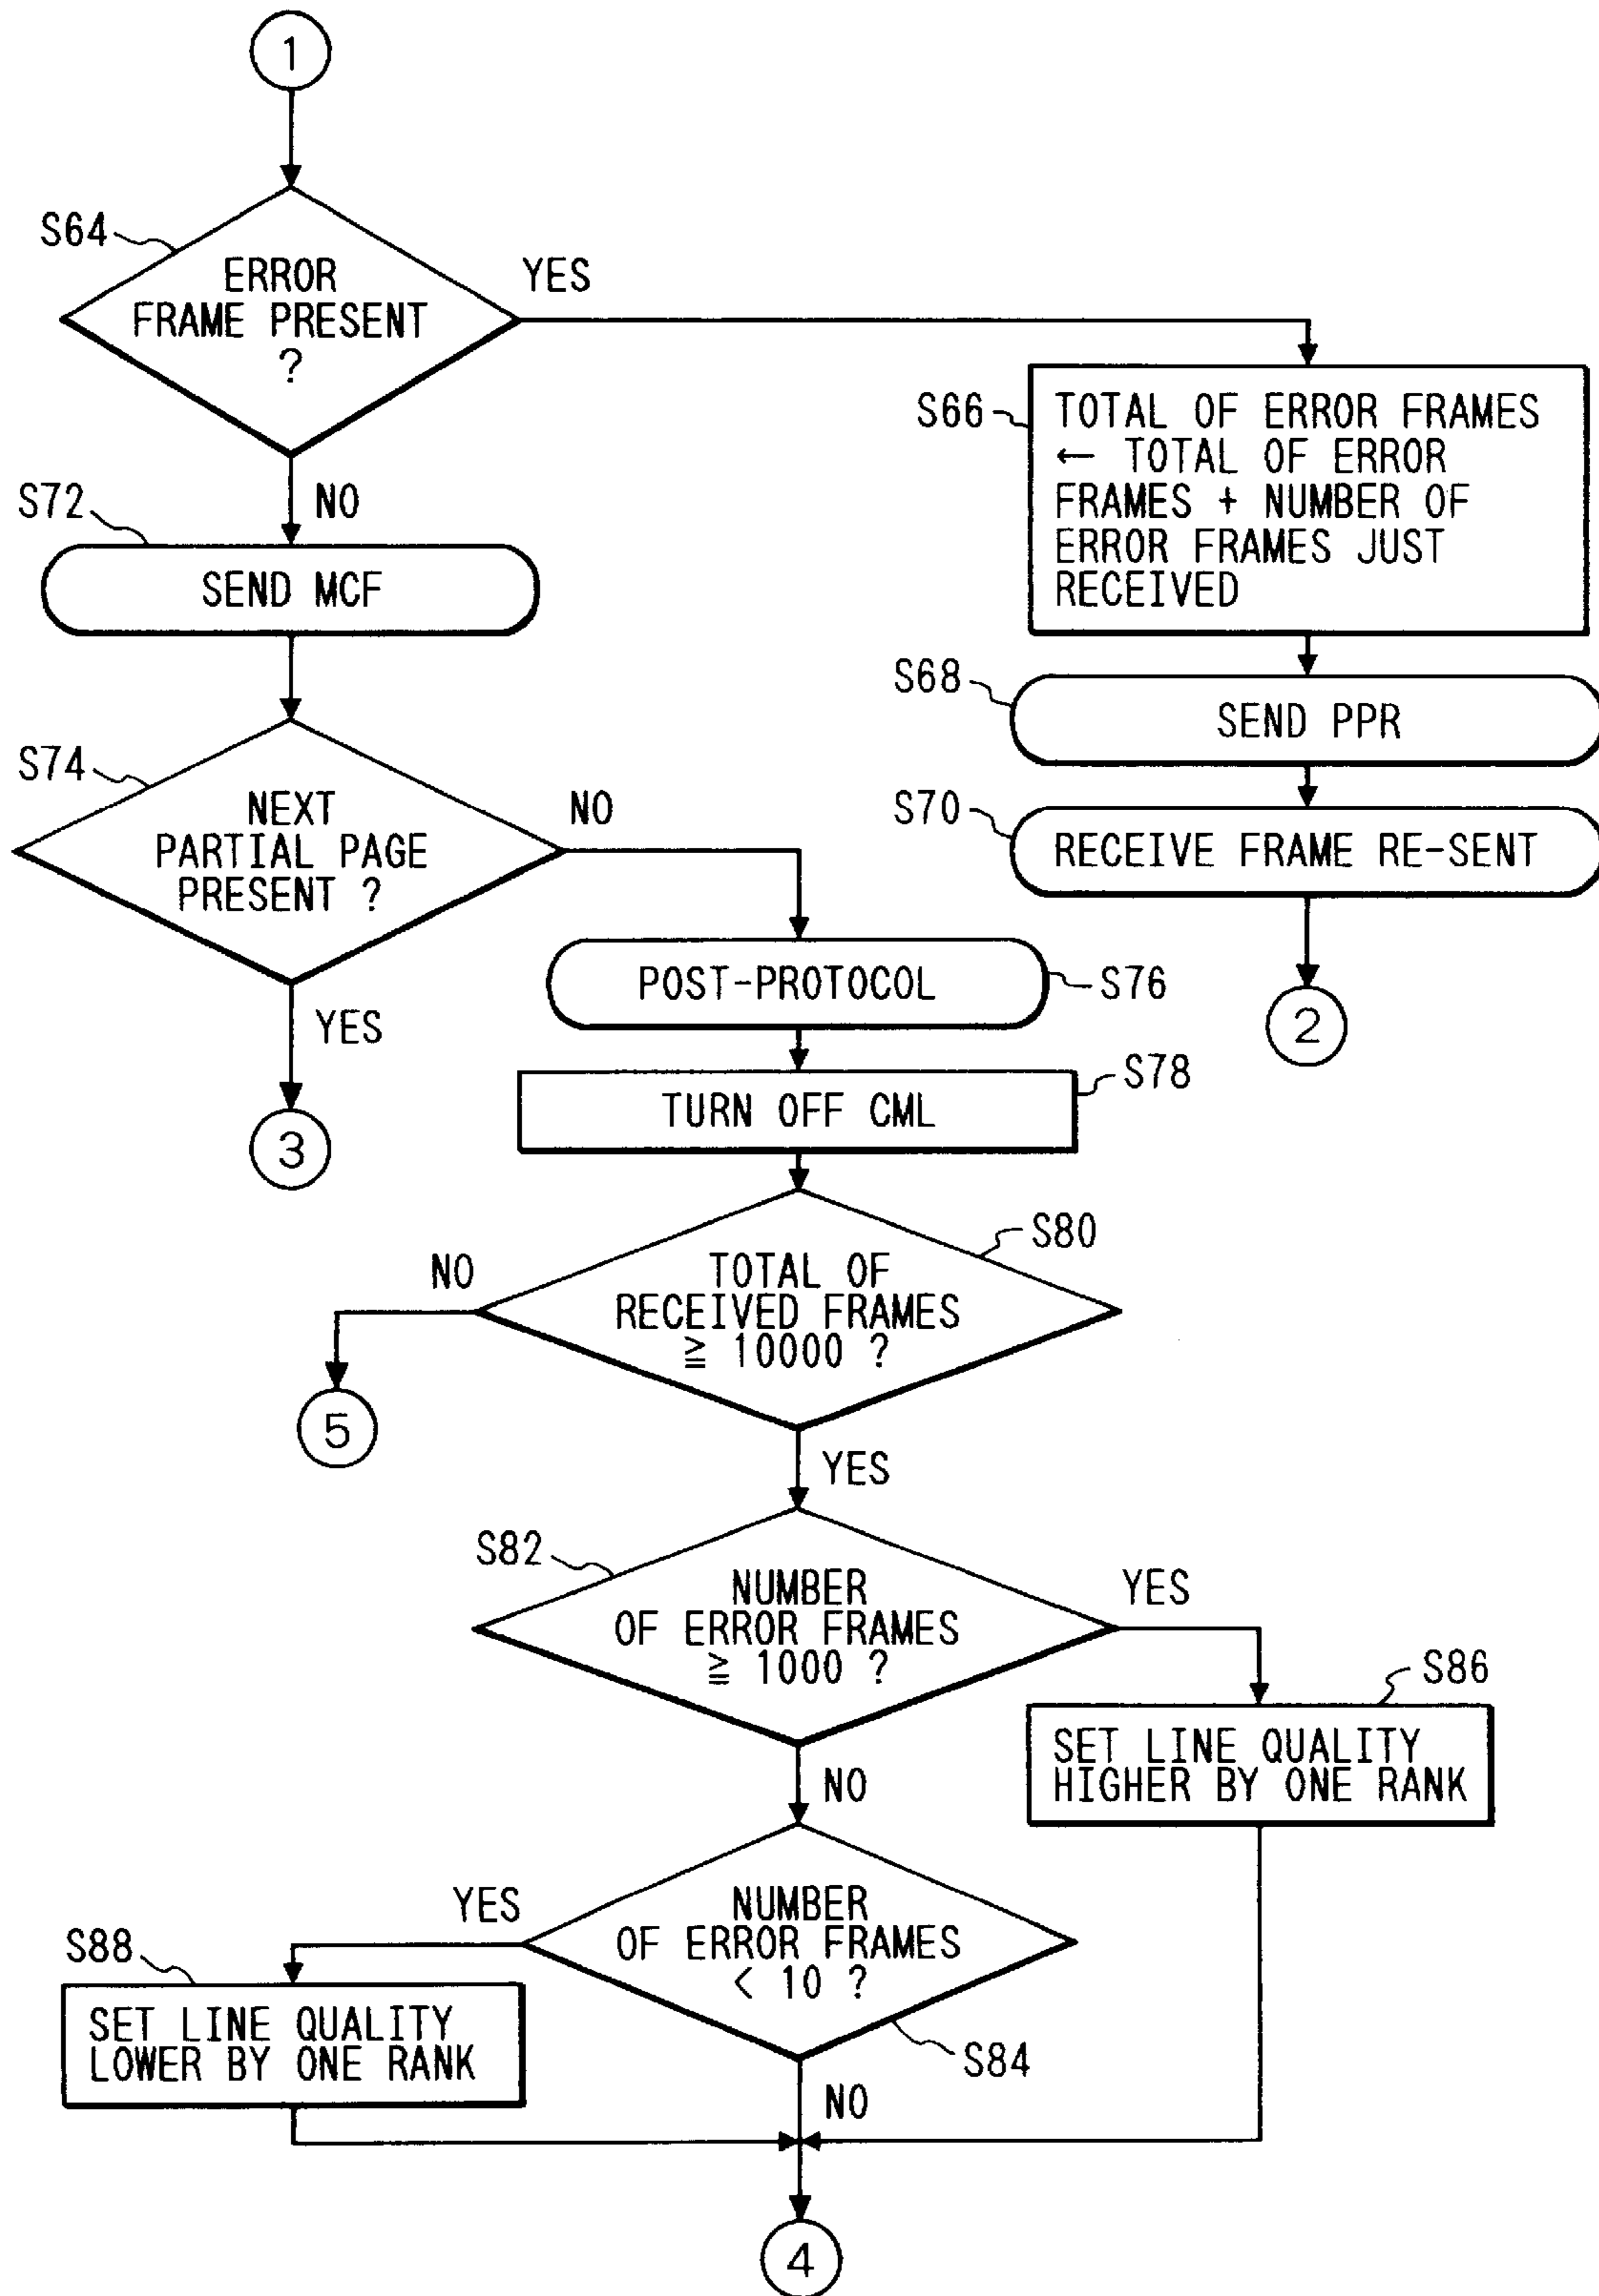 1
S64
ERROR
FRAME PRESENT
?
YES
NO
S66
TOTAL OF ERROR FRAMES
← TOTAL OF ERROR
FRAMES + NUMBER OF
ERROR FRAMES JUST
RECEIVED
S72
SEND MCF
S68
SEND PPR
S74
NEXT
PARTIAL PAGE
PRESENT ?
NO
YES
S70
RECEIVE FRAME RE-SENT
2
3
POST-PROTOCOL
S76
TURN OFF CML
S78
S80
TOTAL OF
RECEIVED FRAMES
≧ 10000 ?
NO
5
YES
S82
NUMBER
OF ERROR FRAMES
≧ 1000 ?
YES
NO
S86
SET LINE QUALITY
HIGHER BY ONE RANK
NUMBER
OF ERROR FRAMES
< 10 ?
YES
S84
NO
S88
SET LINE QUALITY
LOWER BY ONE RANK
4